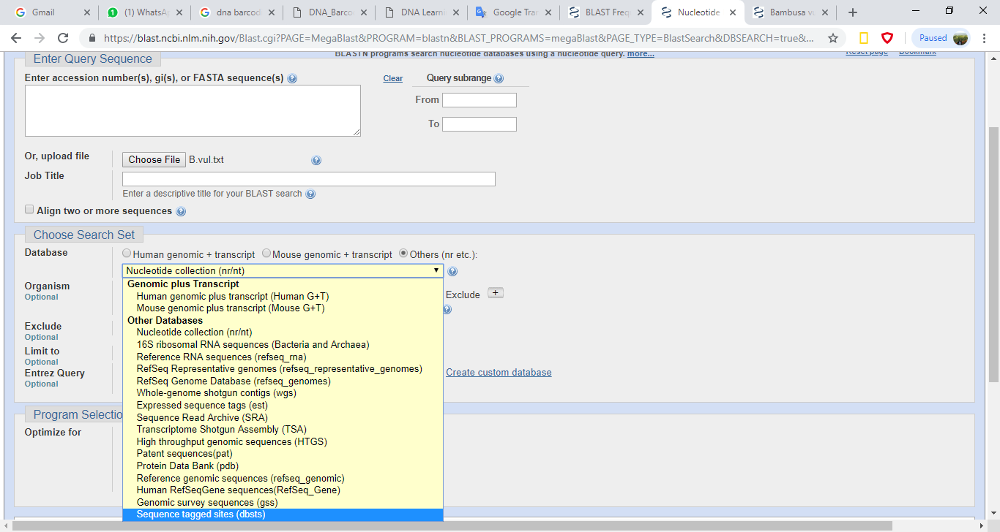 Gmail
(1) WhatsA
dna barcod
DNA_Barco
DNA Learni
Google Tran
BLAST Freq
Nucleotide
Bambusa vu
https://blast.ncbi.nlm.nih.gov/Blast.cgi?PAGE=MegaBlast&PROGRAM=blastn&BLAST_PROGRAMS=megaBlast&PAGE_TYPE=BlastSearch&DBSEARCH=true&...
Paused
BLASTN programs search nucleotide databases using a nucleotide query. more...
Reset page Bookmark
Enter Query Sequence
Enter accession number(s), gi(s), or FASTA sequence(s)
Clear
Query subrange
From
To
Or, upload file
Choose File B.vul.txt
Job Title
Enter a descriptive title for your BLAST search
Align two or more sequences
Choose Search Set
Database
Human genomic + transcript Mouse genomic + transcript Others (nr etc.):
Nucleotide collection (nr/nt)
Organism
Optional
Exclude +
Exclude
Optional
Limit to
Optional
Entrez Query
Optional
Create custom database
Genomic plus Transcript
Human genomic plus transcript (Human G+T)
Mouse genomic plus transcript (Mouse G+T)
Other Databases
Nucleotide collection (nr/nt)
16S ribosomal RNA sequences (Bacteria and Archaea)
Reference RNA sequences (refseq_rna)
RefSeq Representative genomes (refseq_representative_genomes)
RefSeq Genome Database (refseq_genomes)
Whole-genome shotgun contigs (wgs)
Expressed sequence tags (est)
Sequence Read Archive (SRA)
Transcriptome Shotgun Assembly (TSA)
High throughput genomic sequences (HTGS)
Patent sequences(pat)
Protein Data Bank (pdb)
Reference genomic sequences (refseq_genomic)
Human RefSeqGene sequences(RefSeq_Gene)
Genomic survey sequences (gss)
Sequence tagged sites (dbsts)
Program Selectio
Optimize for